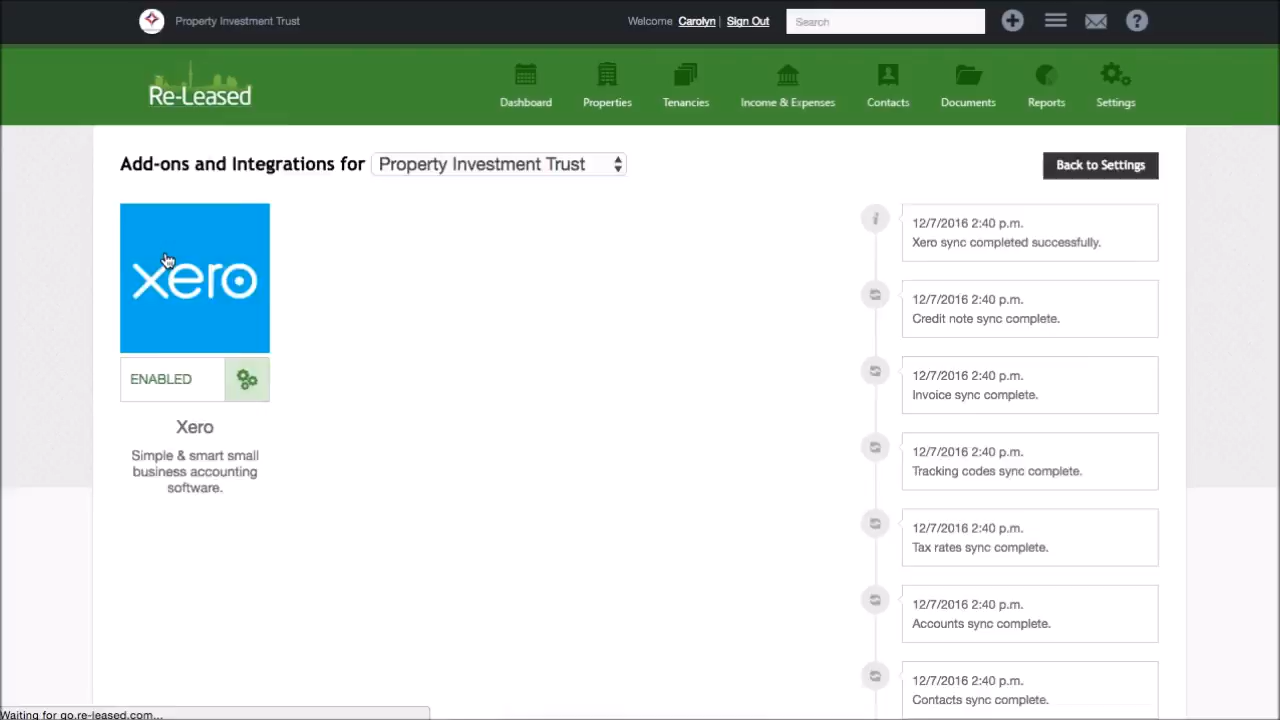 Property Investment Trust
Welcome Carolyn | Sign Out
Search
Re-Leased
Dashboard
Properties
Tenancies
Income & Expenses
Contacts
Documents
Reports
Settings
Add-ons and Integrations for Property Investment Trust
Back to Settings
xero
ENABLED
Xero
Simple & smart small
business accounting
software.
12/7/2016 2:40 p.m.
Xero sync completed successfully.
12/7/2016 2:40 p.m.
Credit note sync complete.
12/7/2016 2:40 p.m.
Invoice sync complete.
12/7/2016 2:40 p.m.
Tracking codes sync complete.
12/7/2016 2:40 p.m.
Tax rates sync complete.
12/7/2016 2:40 p.m.
Accounts sync complete.
12/7/2016 2:40 p.m.
Contacts sync complete.
Waiting for go.re-leased.com...